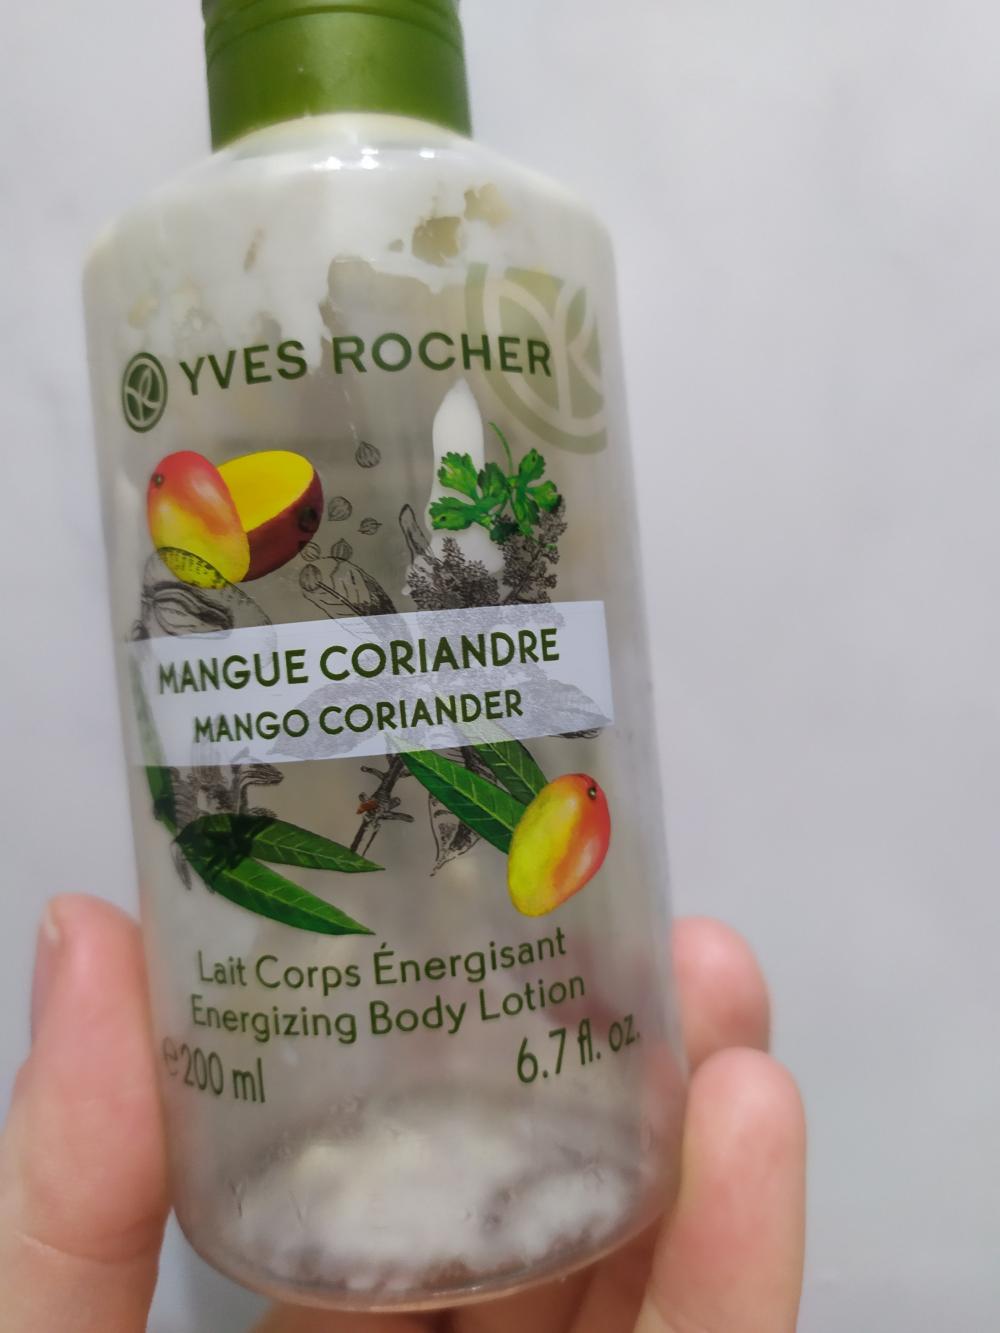 YVES ROCHER
MANGUE CORIANDRE
MANGO CORIANDER
Lait Corps Énergisant
Energizing Body Lotion
℮200 ml 6.7 fl. oz.